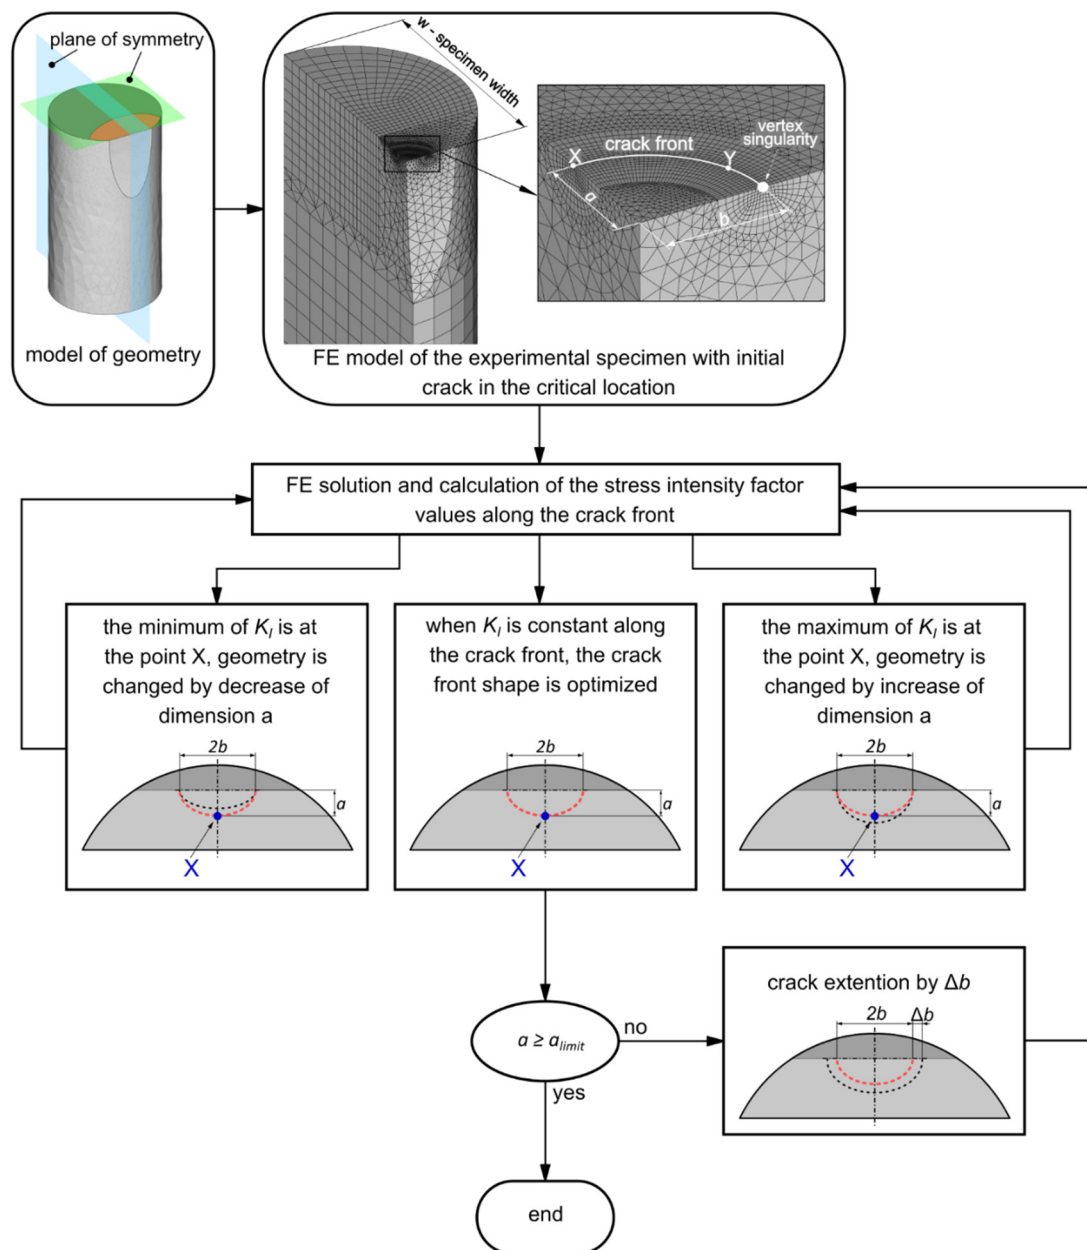 plane of symmetry
model of geometry
w - specimen width
crack front
vertex
singularity
X
Y
a
b
FE model of the experimental specimen with initial
crack in the critical location
FE solution and calculation of the stress intensity factor
values along the crack front
the minimum of K_I is at
the point X, geometry is
changed by decrease of
dimension a
2b
a
X
when K_I is constant along
the crack front, the crack
front shape is optimized
2b
a
X
the maximum of K_I is at
the point X, geometry is
changed by increase of
dimension a
2b
a
X
a ≥ a_limit
no
yes
crack extention by Δb
2b
Δb
end